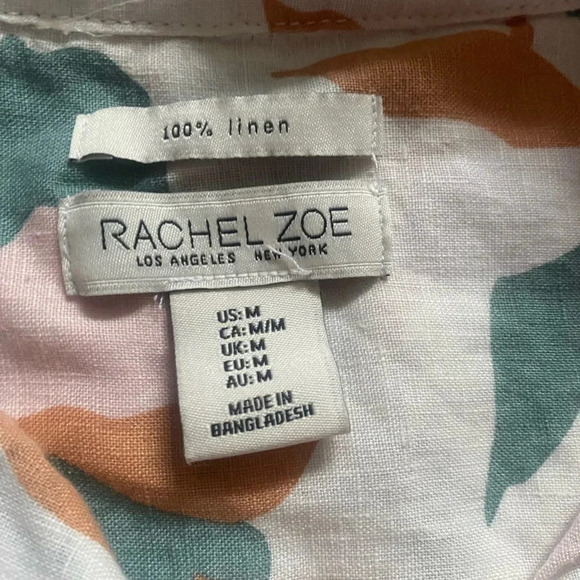 100% linen
RACHEL ZOE
LOS ANGELES NEW YORK
US: M
CA: M/M
UK: M
EU: M
AU: M
MADE IN
BANGLADESH